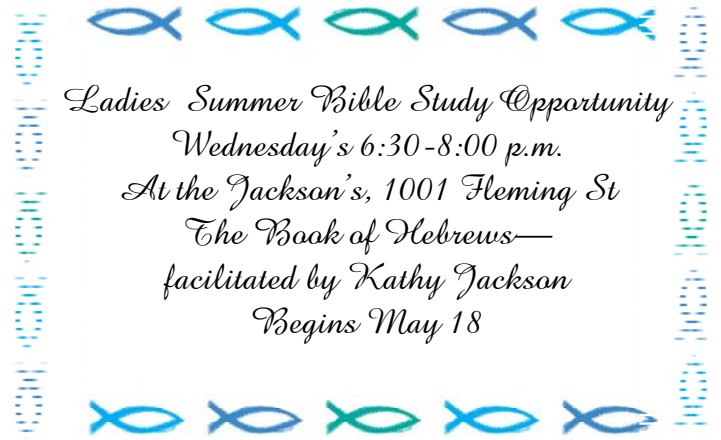 Ladies Summer Bible Study Opportunity
Wednesday's 6:30-8:00 p.m.
At the Jackson's, 1001 Fleming St
The Book of Hebrews—
facilitated by Kathy Jackson
Begins May 18